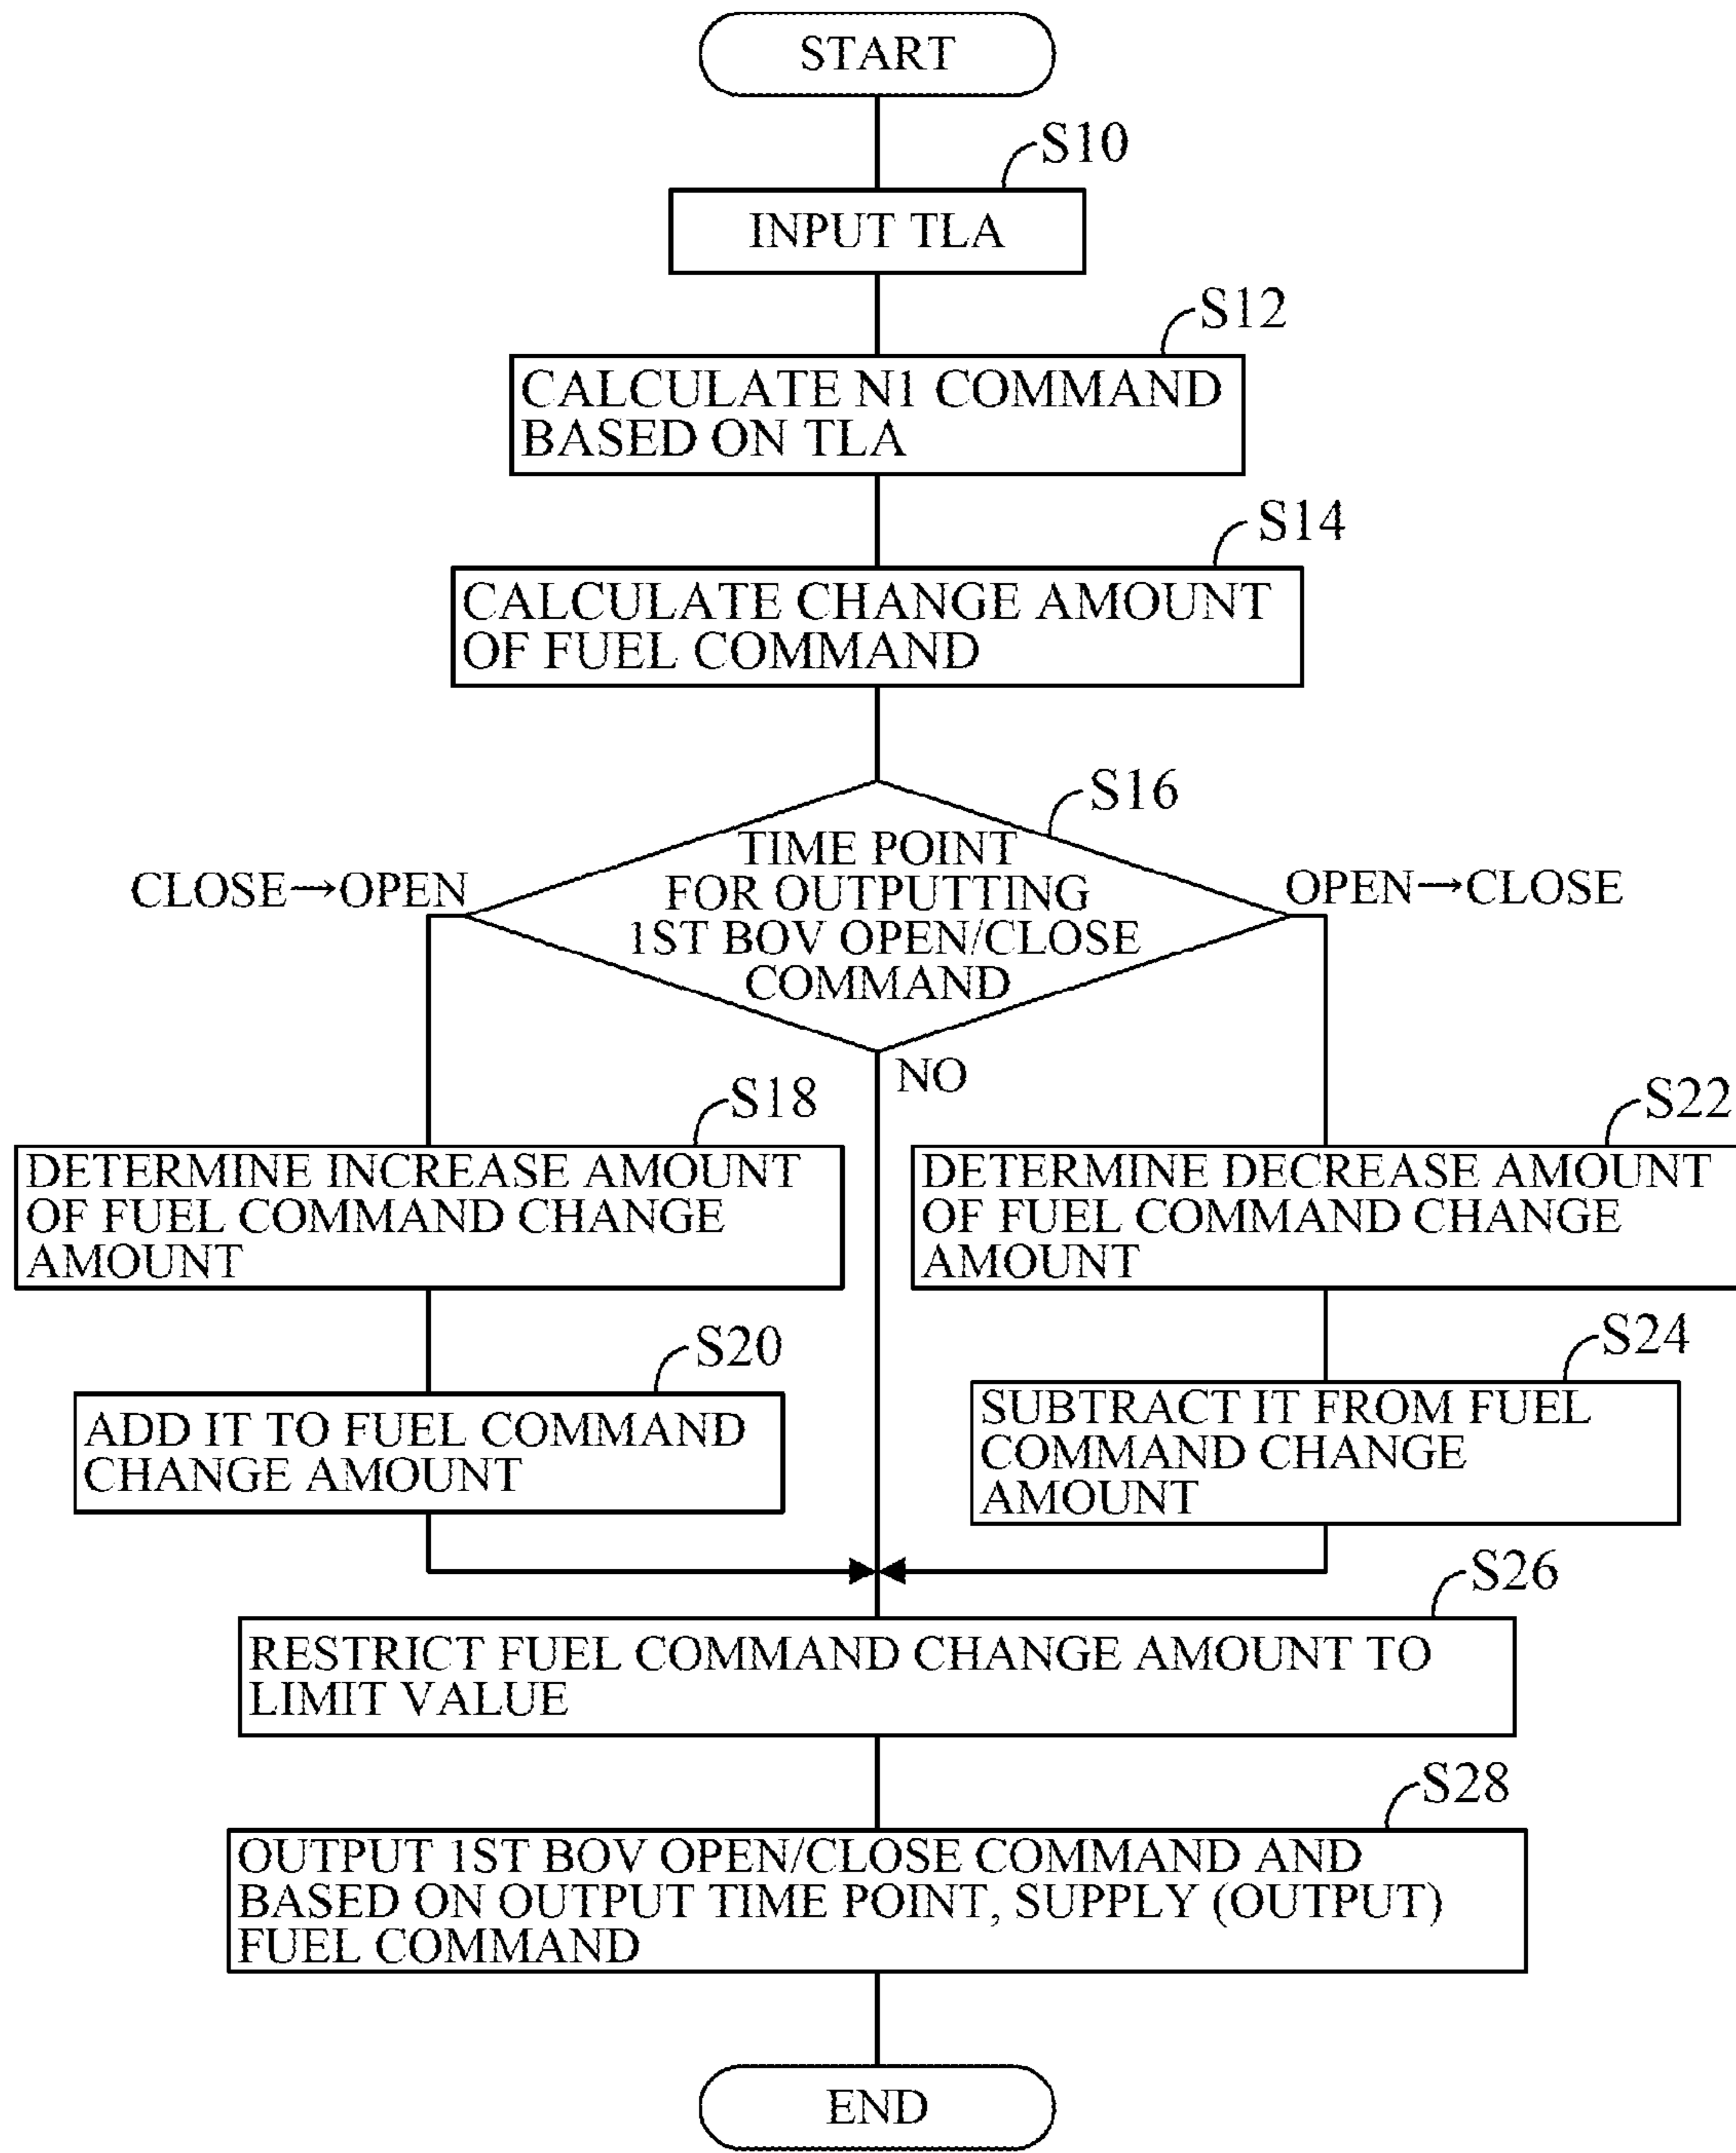 START
S10
INPUT TLA
S12
CALCULATE N1 COMMAND
BASED ON TLA
S14
CALCULATE CHANGE AMOUNT
OF FUEL COMMAND
S16
TIME POINT
FOR OUTPUTTING
1ST BOV OPEN/CLOSE
COMMAND
CLOSE→OPEN
OPEN→CLOSE
NO
S18
DETERMINE INCREASE AMOUNT
OF FUEL COMMAND CHANGE
AMOUNT
S22
DETERMINE DECREASE AMOUNT
OF FUEL COMMAND CHANGE
AMOUNT
S20
ADD IT TO FUEL COMMAND
CHANGE AMOUNT
S24
SUBTRACT IT FROM FUEL
COMMAND CHANGE
AMOUNT
S26
RESTRICT FUEL COMMAND CHANGE AMOUNT TO
LIMIT VALUE
S28
OUTPUT 1ST BOV OPEN/CLOSE COMMAND AND
BASED ON OUTPUT TIME POINT, SUPPLY (OUTPUT)
FUEL COMMAND
END